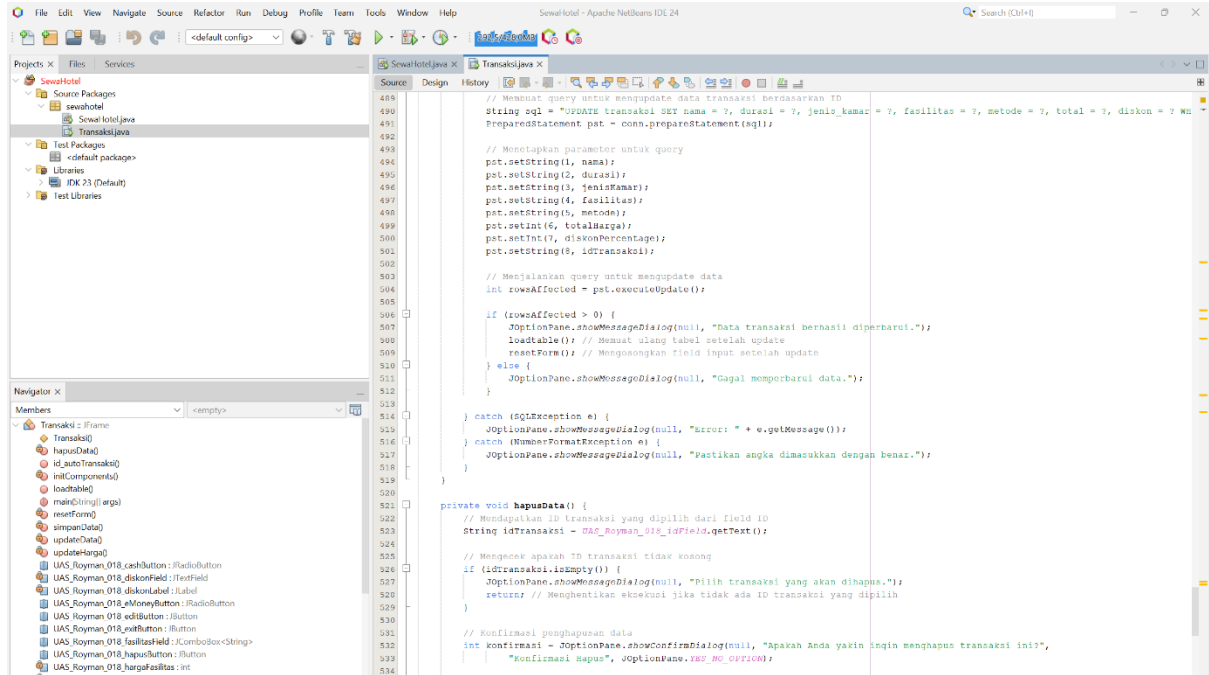 File Edit View Navigate Source Refactor Run Debug Profile Team Tools Window Help SewaHotel - Apache NetBeans IDE 24 Search (Ctrl+I)
<default config>
Projects Files Services
SewaHotel
Source Packages
sewahotel
SewaHotel.java
Transaksi.java
Test Packages
<default package>
Libraries
JDK 23 (Default)
Test Libraries
Navigator
Members <empty>
Transaksi :: JFrame
Transaksi()
hapusData()
id_autoTransaksi()
initComponents()
loadtable()
main(String[] args)
resetForm()
simpanData()
updateData()
updateHarga()
UAS_Royman_018_cashButton : JRadioButton
UAS_Royman_018_diskonField : JTextField
UAS_Royman_018_diskonLabel : JLabel
UAS_Royman_018_eMoneyButton : JRadioButton
UAS_Royman_018_editButton : JButton
UAS_Royman_018_exitButton : JButton
UAS_Royman_018_fasilitasField : JComboBox<String>
UAS_Royman_018_hapusButton : JButton
UAS_Royman_018_hargaFasilitas : int
SewaHotel.java Transaksi.java
Source Design History
489 // Membuat query untuk mengupdate data transaksi berdasarkan ID
490 String sql = "UPDATE transaksi SET nama = ?, durasi = ?, jenis_kamar = ?, fasilitas = ?, metode = ?, total = ?, diskon = ? WH
491 PreparedStatement pst = conn.prepareStatement(sql);
492
493 // Menetapkan parameter untuk query
494 pst.setString(1, nama);
495 pst.setString(2, durasi);
496 pst.setString(3, jenisKamar);
497 pst.setString(4, fasilitas);
498 pst.setString(5, metode);
499 pst.setInt(6, totalHarga);
500 pst.setInt(7, diskonPercentage);
501 pst.setString(8, idTransaksi);
502
503 // Menjalankan query untuk mengupdate data
504 int rowsAffected = pst.executeUpdate();
505
506 if (rowsAffected > 0) {
507 JOptionPane.showMessageDialog(null, "Data transaksi berhasil diperbarui.");
508 loadtable(); // Memuat ulang tabel setelah update
509 resetForm(); // Mengosongkan field input setelah update
510 } else {
511 JOptionPane.showMessageDialog(null, "Gagal memperbarui data.");
512 }
513
514 } catch (SQLException e) {
515 JOptionPane.showMessageDialog(null, "Error: " + e.getMessage());
516 } catch (NumberFormatException e) {
517 JOptionPane.showMessageDialog(null, "Pastikan angka dimasukkan dengan benar.");
518 }
519 }
520
521 private void hapusData() {
522 // Mendapatkan ID transaksi yang dipilih dari field ID
523 String idTransaksi = UAS_Royman_018_idField.getText();
524
525 // Mengecek apakah ID transaksi tidak kosong
526 if (idTransaksi.isEmpty()) {
527 JOptionPane.showMessageDialog(null, "Pilih transaksi yang akan dihapus.");
528 return; // Menghentikan eksekusi jika tidak ada ID transaksi yang dipilih
529 }
530
531 // Konfirmasi penghapusan data
532 int konfirmasi = JOptionPane.showConfirmDialog(null, "Apakah Anda yakin ingin menghapus transaksi ini?",
533 "Konfirmasi Hapus", JOptionPane.YES_NO_OPTION);
534